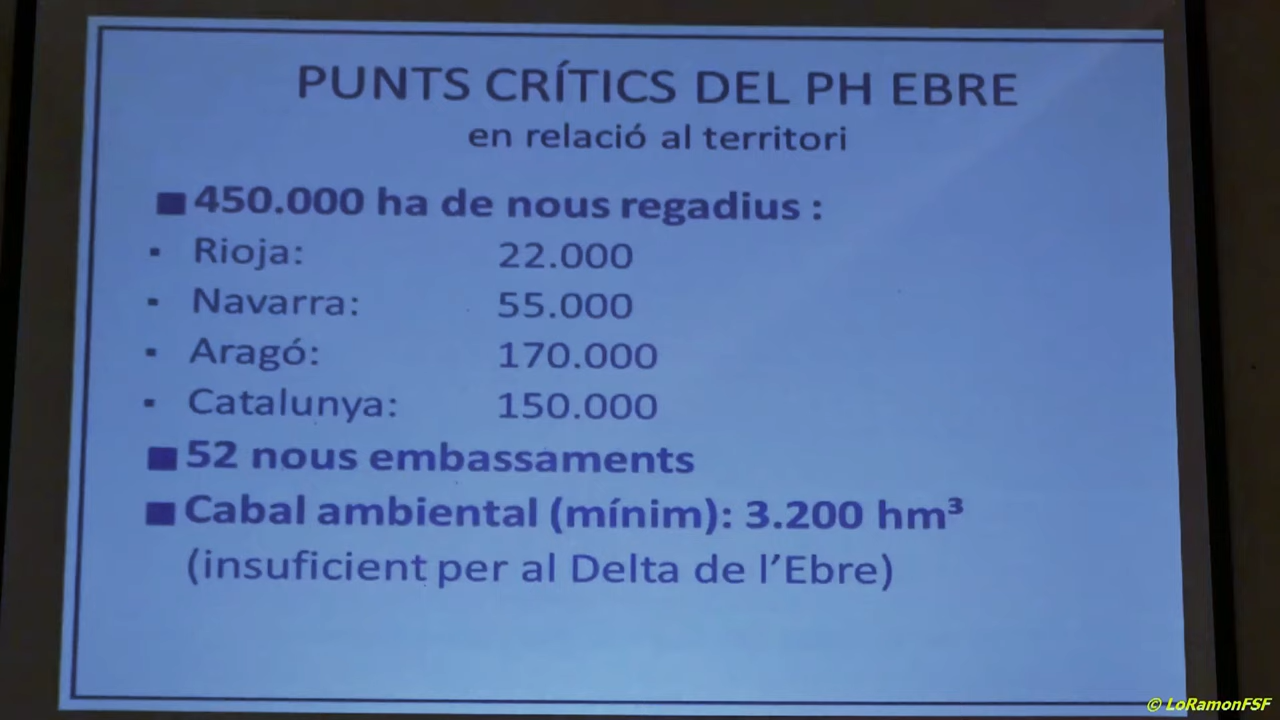 PUNTS CRÍTICS DEL PH EBRE
en relació al territori
■ 450.000 ha de nous regadius :
▪ Rioja: 22.000
▪ Navarra: 55.000
▪ Aragó: 170.000
▪ Catalunya: 150.000
■ 52 nous embassaments
■ Cabal ambiental (mínim): 3.200 hm³
(insuficient per al Delta de l’Ebre)
© LoRamonFSF